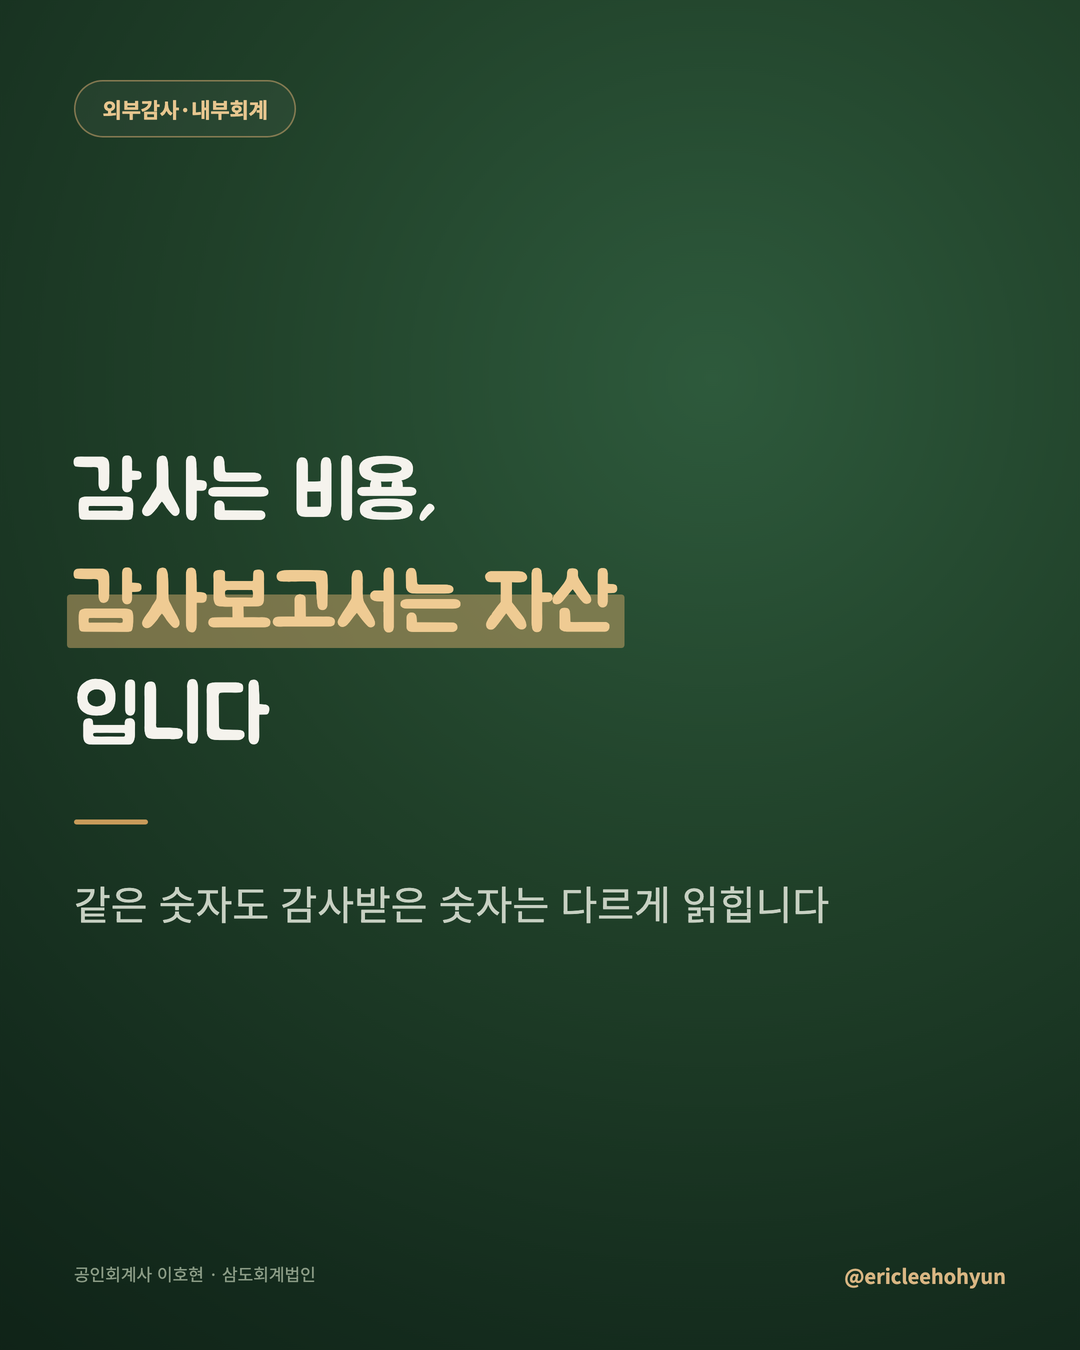 외부감사·내부회계
감사는 비용,
감사보고서는 자산
입니다
같은 숫자도 감사받은 숫자는 다르게 읽힙니다
공인회계사 이호현 · 삼도회계법인
@ericleehohyun